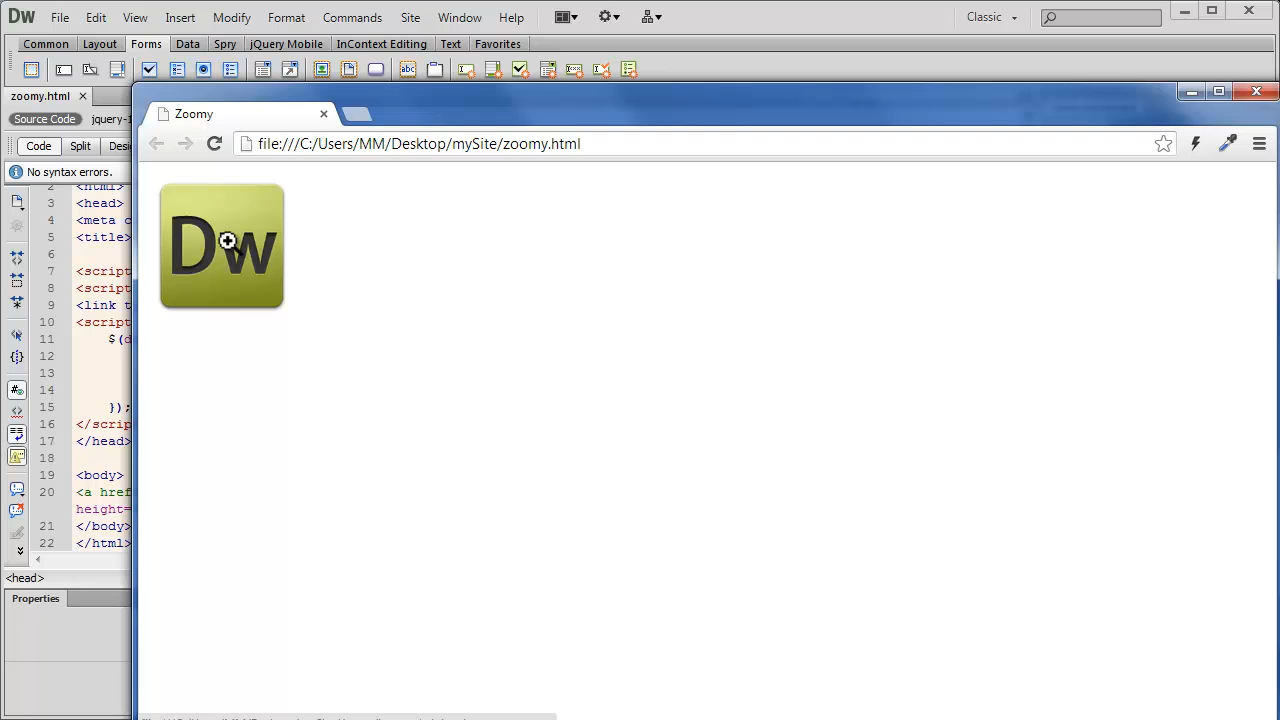 Dw File Edit View Insert Modify Format Commands Site Window Help Classic
Common Layout Forms Data Spry jQuery Mobile InContext Editing Text Favorites
zoomy.html
Source Code jquery-1
Code Split
No syntax errors.
Zoomy
file:///C:/Users/MM/Desktop/mySite/zoomy.html
Dw
2 <html>
3 <head>
4 <meta c
5 <title>
6
7 <script
8 <script
9 <link t
10 <script
11 $(d
12
13
14
15 });
16 </script
17 </head>
18
19 <body>
20 <a href
height=
21 </body>
22 </html>
<head>
Properties